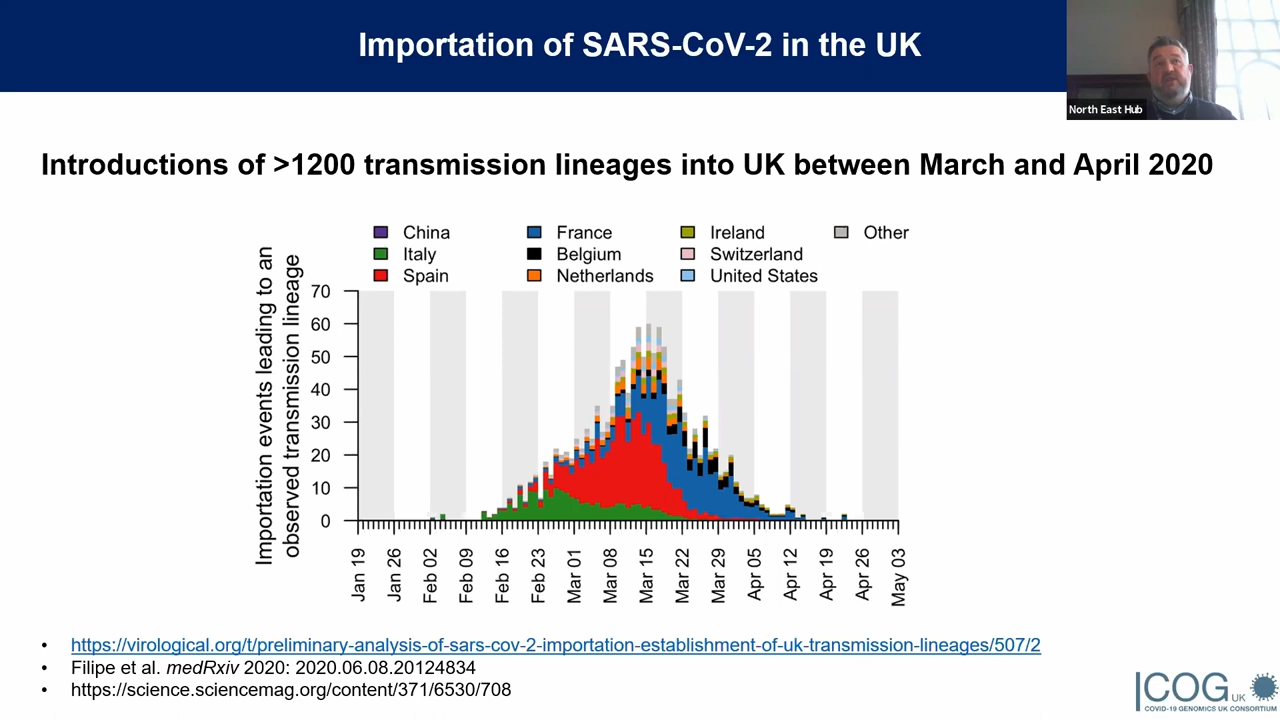 Importation of SARS-CoV-2 in the UK
North East Hub
Introductions of >1200 transmission lineages into UK between March and April 2020
China
France
Ireland
Other
Italy
Belgium
Switzerland
Spain
Netherlands
United States
Importation events leading to an
observed transmission lineage
70
60
50
40
30
20
10
0
Jan 19
Jan 26
Feb 02
Feb 09
Feb 16
Feb 23
Mar 01
Mar 08
Mar 15
Mar 22
Mar 29
Apr 05
Apr 12
Apr 19
Apr 26
May 03
• https://virological.org/t/preliminary-analysis-of-sars-cov-2-importation-establishment-of-uk-transmission-lineages/507/2
• Filipe et al. medRxiv 2020: 2020.06.08.20124834
• https://science.sciencemag.org/content/371/6530/708
COG UK
COVID-19 GENOMICS UK CONSORTIUM